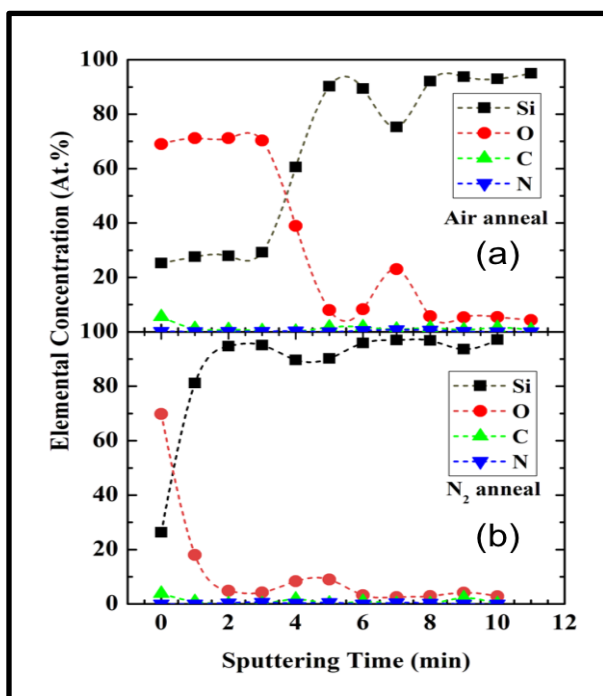 Elemental Concentration (At.%)
100
80
60
40
20
Si
O
C
N
Air anneal
(a)
100
80
60
40
20
0
Si
O
C
N
N₂ anneal
(b)
0 2 4 6 8 10 12
Sputtering Time (min)